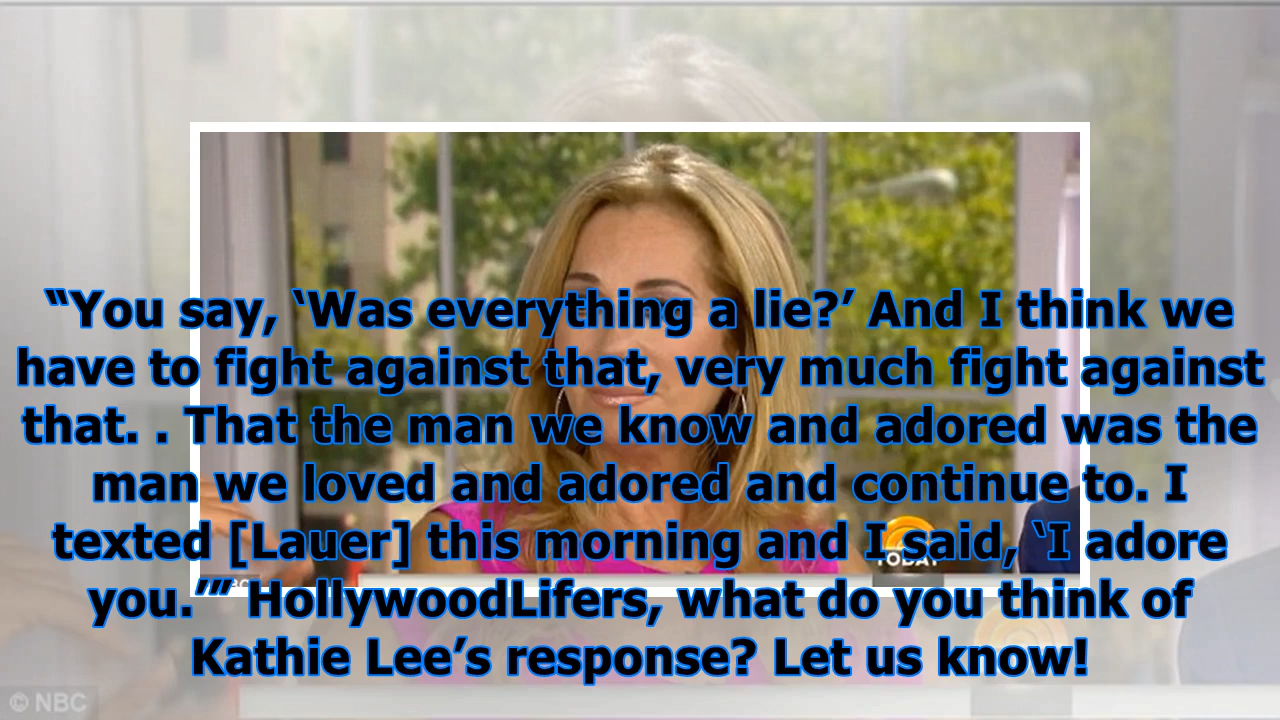 “You say, ‘Was everything a lie?’ And I think we
have to fight against that, very much fight against
that. . That the man we know and adored was the
man we loved and adored and continue to. I
texted [Lauer] this morning and I said, ‘I adore
you.’” HollywoodLifers, what do you think of
Kathie Lee’s response? Let us know!
TODAY
© NBC